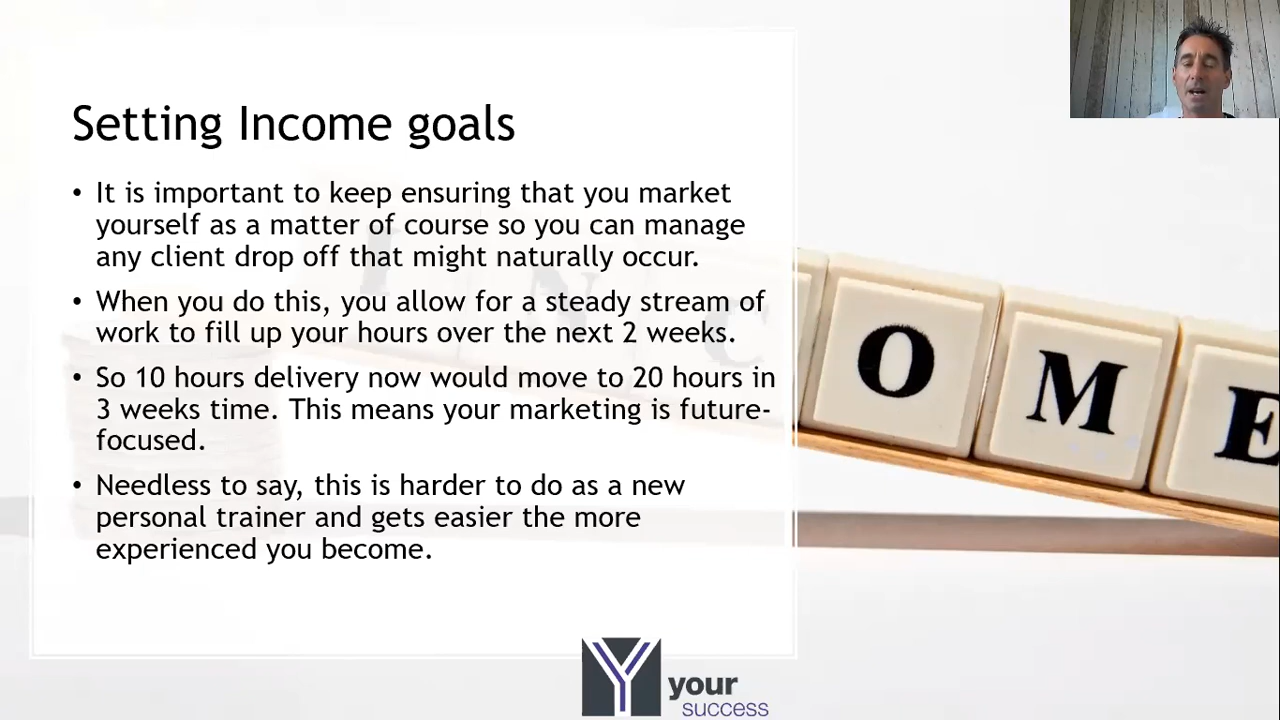 Setting Income goals
• It is important to keep ensuring that you market
yourself as a matter of course so you can manage
any client drop off that might naturally occur.
• When you do this, you allow for a steady stream of
work to fill up your hours over the next 2 weeks.
• So 10 hours delivery now would move to 20 hours in
3 weeks time. This means your marketing is future-
focused.
• Needless to say, this is harder to do as a new
personal trainer and gets easier the more
experienced you become.
I N C O M E
Y your
success